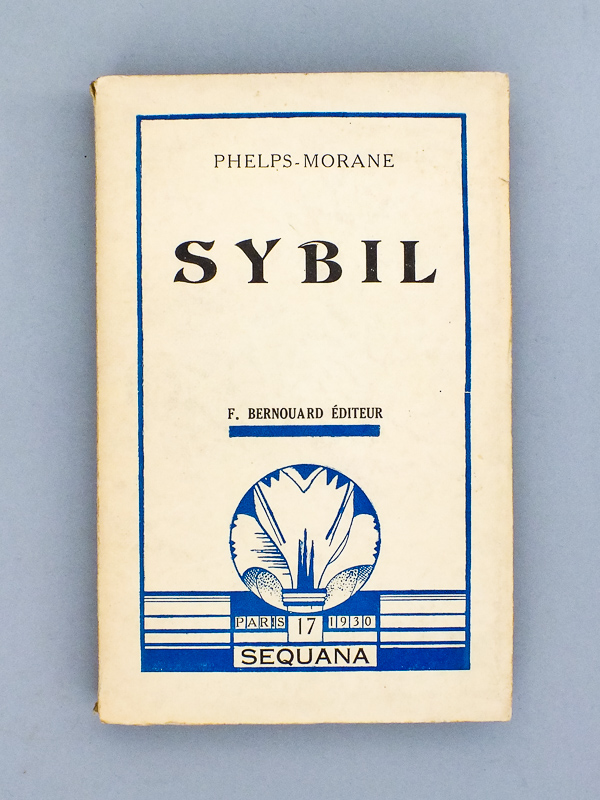 PHELPS-MORANE
SYBIL
F. BERNOUARD ÉDITEUR
PARIS 17 1930
SEQUANA